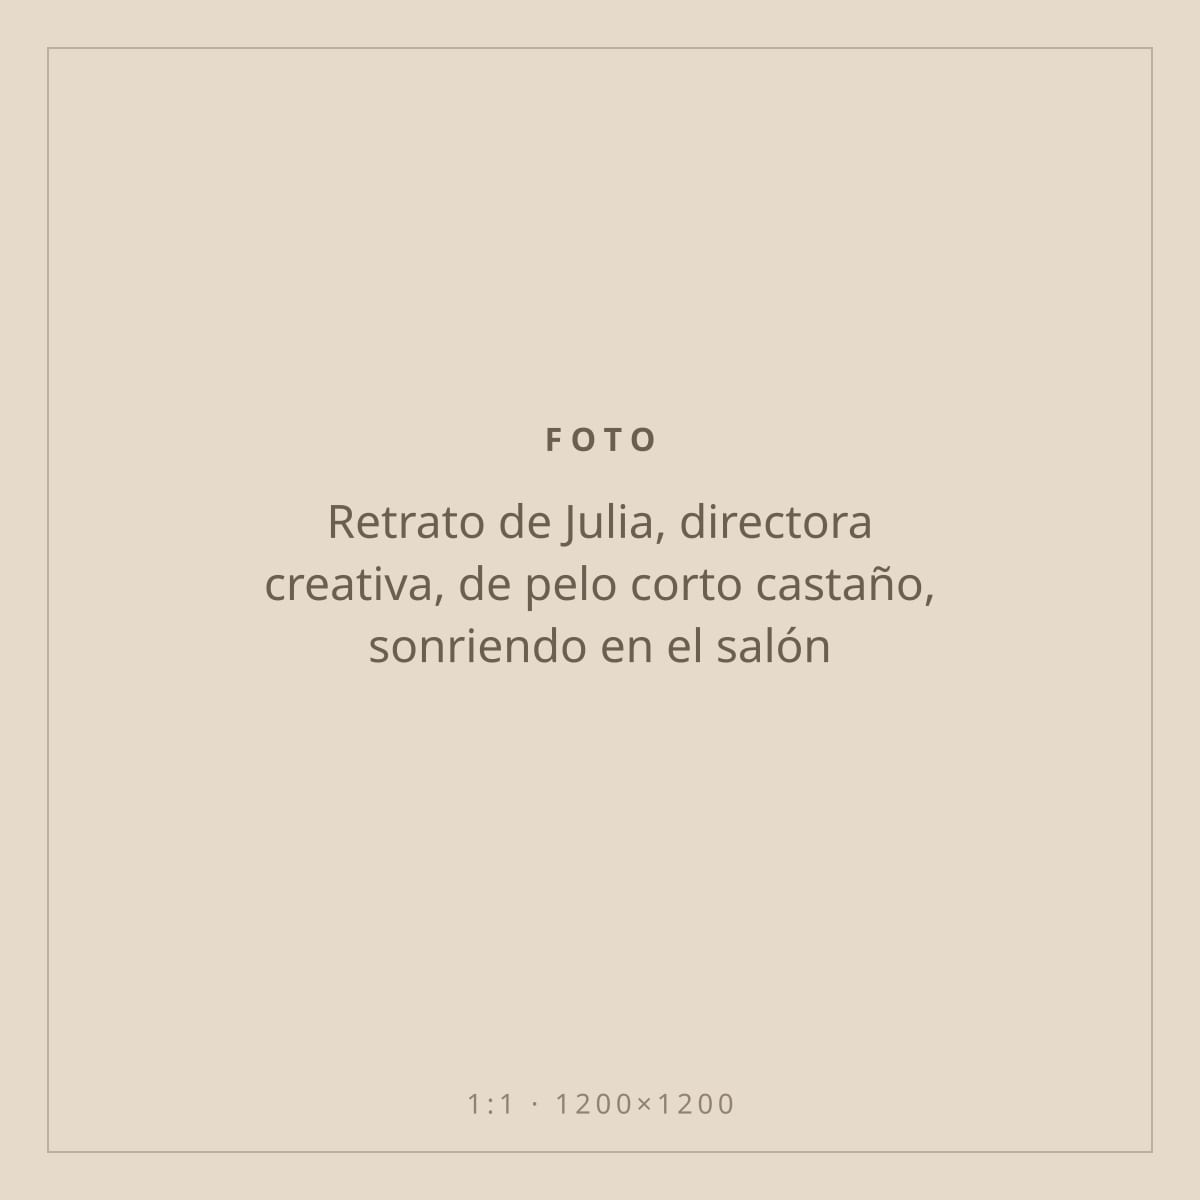 FOTO
Retrato de Julia, directora
creativa, de pelo corto castaño,
sonriendo en el salón
1:1 · 1200×1200